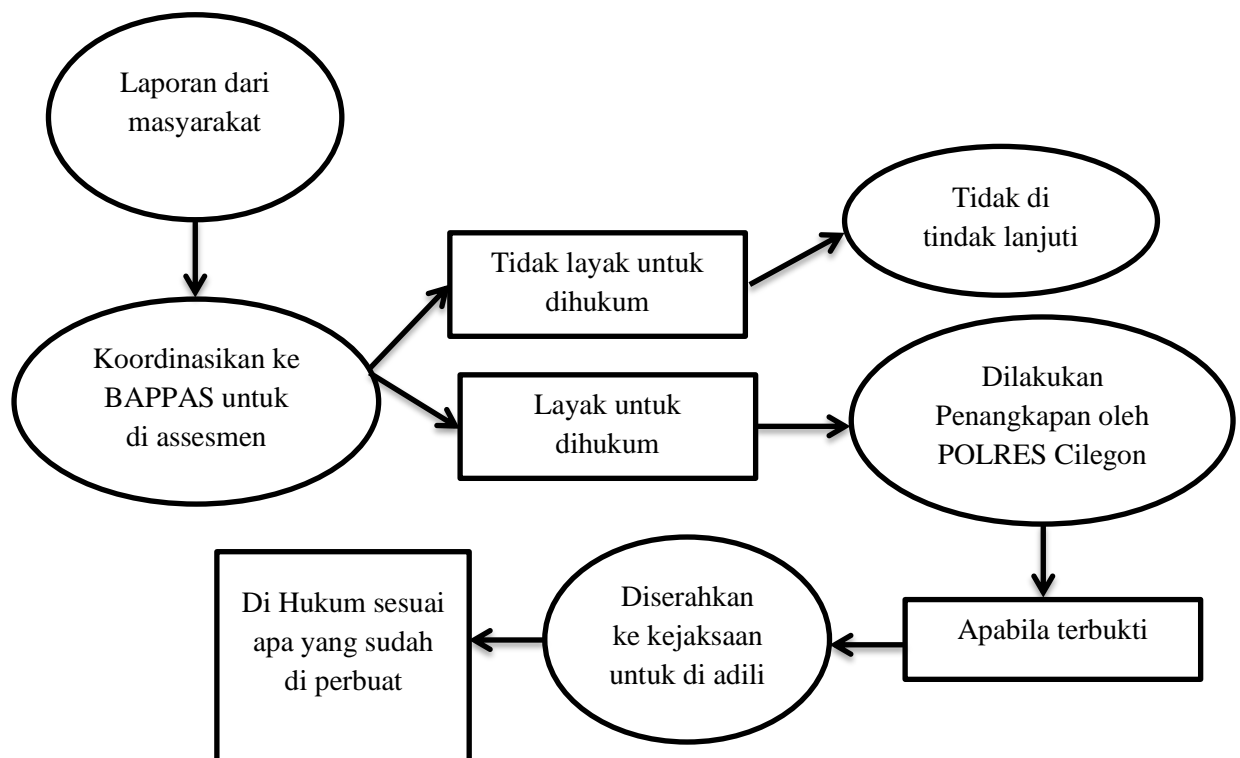 Laporan dari
masyarakat
Koordinasikan ke
BAPPAS untuk
di assesmen
Tidak layak untuk
dihukum
Tidak di
tindak lanjuti
Layak untuk
dihukum
Dilakukan
Penangkapan oleh
POLRES Cilegon
Apabila terbukti
Diserahkan
ke kejaksaan
untuk di adili
Di Hukum sesuai
apa yang sudah
di perbuat